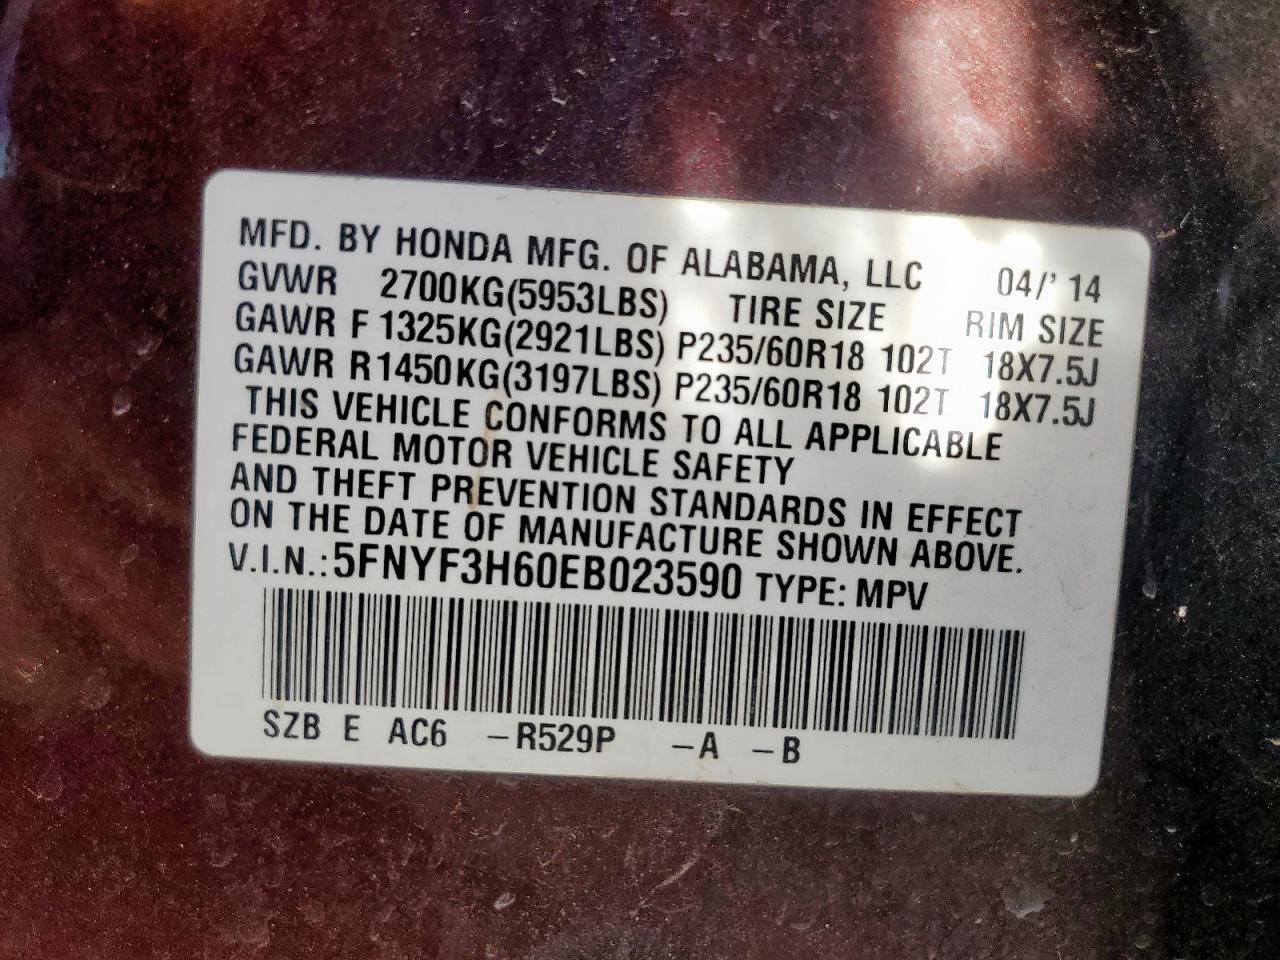 MFD. BY HONDA MFG. OF ALABAMA, LLC 04/' 14
GVWR 2700KG(5953LBS) TIRE SIZE RIM SIZE
GAWR F 1325KG(2921LBS) P235/60R18 102T 18X7.5J
GAWR R 1450KG(3197LBS) P235/60R18 102T 18X7.5J
THIS VEHICLE CONFORMS TO ALL APPLICABLE
FEDERAL MOTOR VEHICLE SAFETY
AND THEFT PREVENTION STANDARDS IN EFFECT
ON THE DATE OF MANUFACTURE SHOWN ABOVE.
V.I.N.:5FNYF3H60EB023590 TYPE: MPV
SZB E AC6 –R529P –A –B